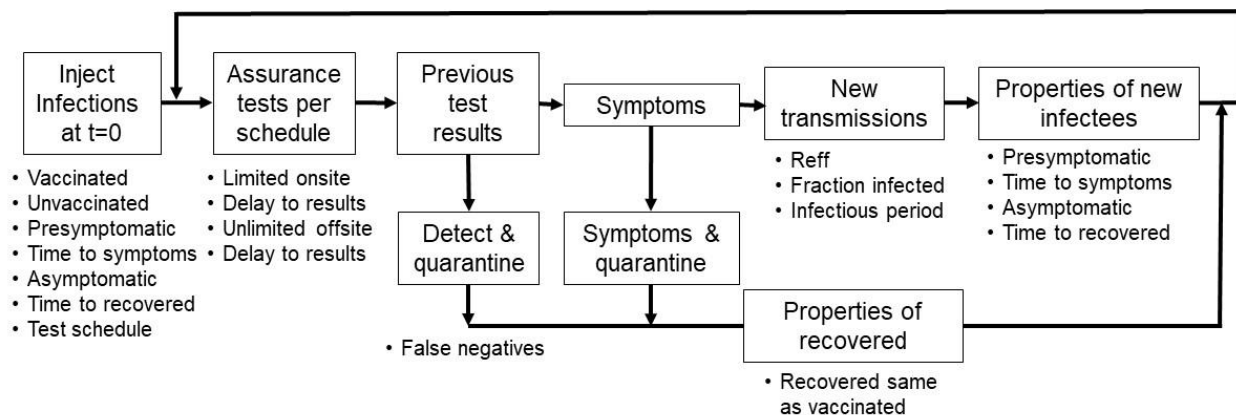 Inject
Infections
at t=0
Assurance
tests per
schedule
Previous
test
results
Symptoms
New
transmissions
Properties of new
infectees
• Vaccinated
• Unvaccinated
• Presymptomatic
• Time to symptoms
• Asymptomatic
• Time to recovered
• Test schedule
• Limited onsite
• Delay to results
• Unlimited offsite
• Delay to results
Detect &
quarantine
Symptoms &
quarantine
• Reff
• Fraction infected
• Infectious period
• Presymptomatic
• Time to symptoms
• Asymptomatic
• Time to recovered
• False negatives
Properties of
recovered
• Recovered same
as vaccinated